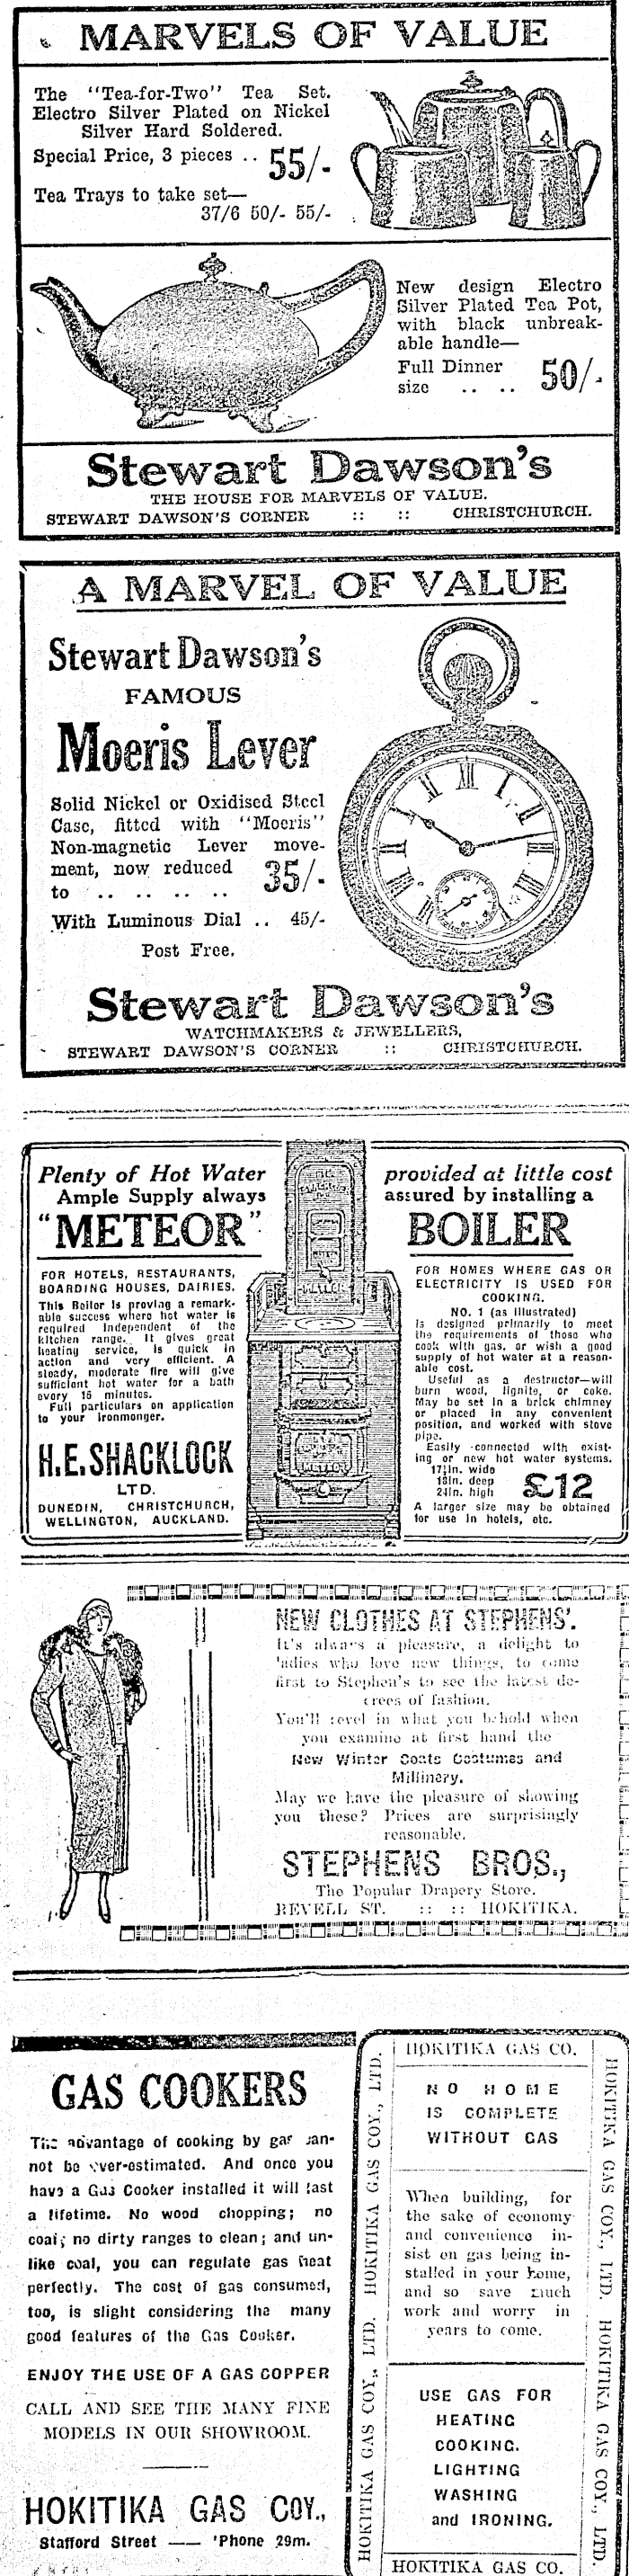 MARVELS OF VALUE
The "Tea-for-Two" Tea Set.
Electro Silver Plated on Nickel
Silver Hard Soldered.
Special Price, 3 pieces .. 55/-
Tea Trays to take set—
37/6 50/- 55/-
New design Electro
Silver Plated Tea Pot,
with black unbreak-
able handle—
Full Dinner
size .. .. 50/-
Stewart Dawson's
THE HOUSE FOR MARVELS OF VALUE.
STEWART DAWSON'S CORNER :: :: CHRISTCHURCH.
A MARVEL OF VALUE
Stewart Dawson's
FAMOUS
Moeris Lever
Solid Nickel or Oxidised Steel
Case, fitted with "Moeris"
Non-magnetic Lever move-
ment, now reduced
to .. .. .. .. .. 35/-
With Luminous Dial .. 45/-
Post Free.
Stewart Dawson's
WATCHMAKERS & JEWELLERS,
STEWART DAWSON'S CORNER :: CHRISTCHURCH.
Plenty of Hot Water
Ample Supply always
"METEOR"
FOR HOTELS, RESTAURANTS,
BOARDING HOUSES, DAIRIES.
This Boiler is proving a remark-
able success where hot water is
required independent of the
kitchen range. It gives great
heating service, is quick in
action and very efficient. A
steady, moderate fire will give
sufficient hot water for a bath
every 15 minutes.
Full particulars on application
to your ironmonger.
H.E. SHACKLOCK
LTD.
DUNEDIN, CHRISTCHURCH,
WELLINGTON, AUCKLAND.
provided at little cost
assured by installing a
BOILER
FOR HOMES WHERE GAS OR
ELECTRICITY IS USED FOR
COOKING.
NO. 1 (as illustrated)
is designed primarily to meet
the requirements of those who
cook with gas, or wish a good
supply of hot water at a reason-
able cost.
Useful as a destructor—will
burn wood, lignite, or coke.
May be set in a brick chimney
or placed in any convenient
position, and worked with stove
pipe.
Easily connected with exist-
ing or new hot water systems.
17½in. wide
18in. deep
24in. high £12
A larger size may be obtained
for use in hotels, etc.
NEW CLOTHES AT STEPHENS'.
It's always a pleasure, a delight to
ladies who love new things, to come
first to Stephen's to see the latest de-
crees of fashion.
You'll revel in what you behold when
you examine at first hand the
New Winter Coats Costumes and
Millinery.
May we have the pleasure of showing
you these? Prices are surprisingly
reasonable.
STEPHENS BROS.,
The Popular Drapery Store.
REVELL ST. :: :: HOKITIKA.
GAS COOKERS
The advantage of cooking by gas can-
not be over-estimated. And once you
have a Gas Cooker installed it will last
a lifetime. No wood chopping; no
coal; no dirty ranges to clean; and un-
like coal, you can regulate gas heat
perfectly. The cost of gas consumed,
too, is slight considering the many
good features of the Gas Cooker.
ENJOY THE USE OF A GAS COPPER
CALL AND SEE THE MANY FINE
MODELS IN OUR SHOWROOM.
HOKITIKA GAS COY.,
Stafford Street —— 'Phone 29m.
HOKITIKA GAS COY., LTD. HOKITIKA GAS COY., LTD.
HOKITIKA GAS CO.
NO HOME
IS COMPLETE
WITHOUT GAS
When building, for
the sake of economy
and convenience in-
sist on gas being in-
stalled in your home,
and so save much
work and worry in
years to come.
USE GAS FOR
HEATING
COOKING.
LIGHTING
WASHING
and IRONING.
HOKITIKA GAS CO.
HOKITIKA GAS COY., LTD. HOKITIKA GAS COY., LTD.